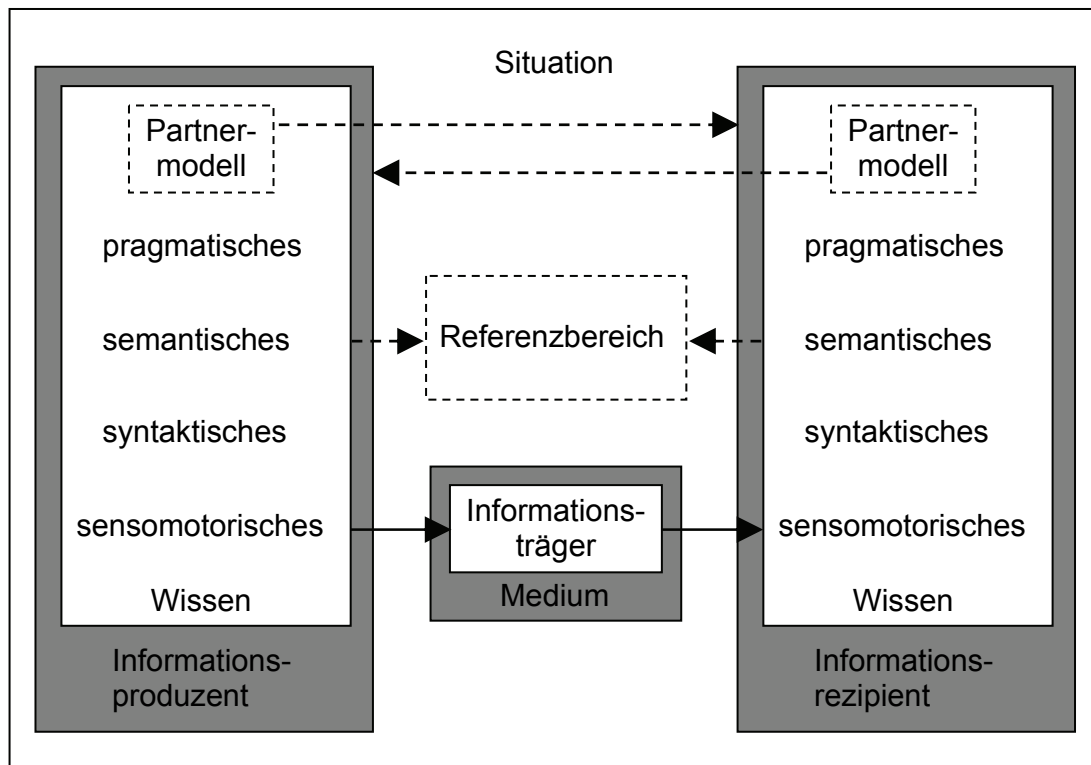 Situation
Partner-
modell
pragmatisches
semantisches
syntaktisches
sensomotorisches
Wissen
Informations-
produzent
Referenzbereich
Informations-
träger
Medium
Partner-
modell
pragmatisches
semantisches
syntaktisches
sensomotorisches
Wissen
Informations-
rezipient